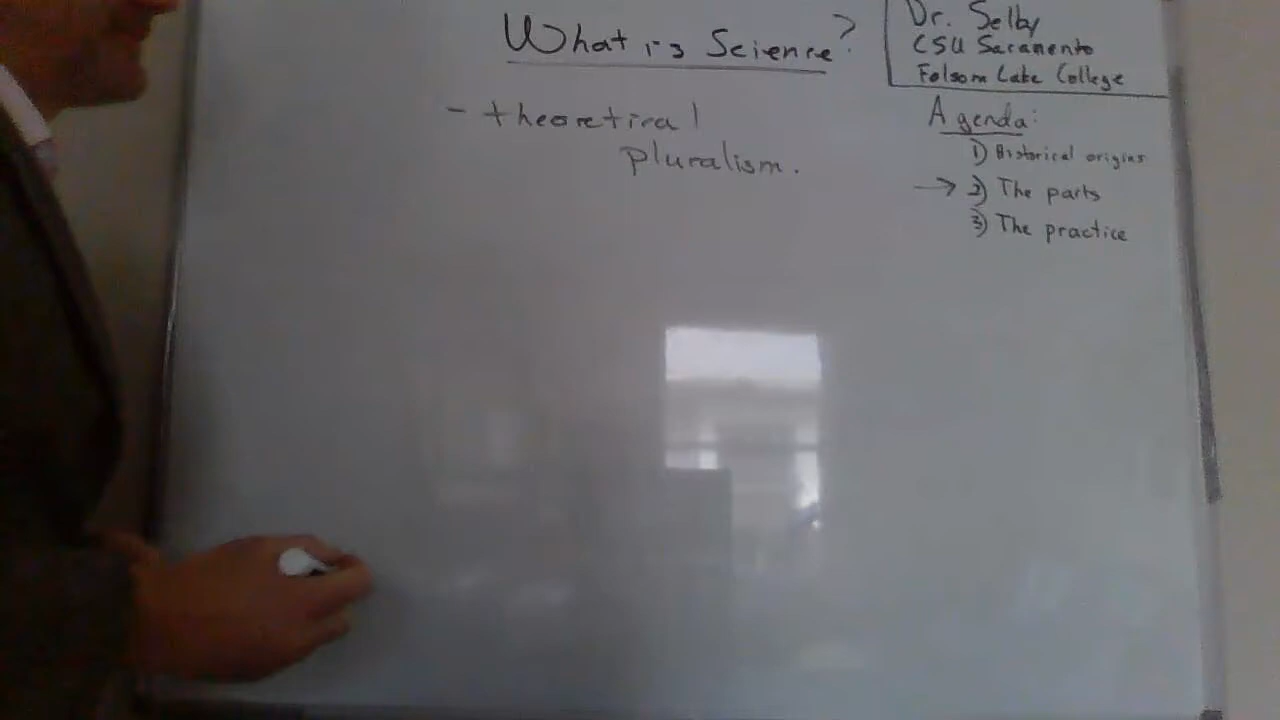 What is Science?
- theoretical
pluralism.
Dr. Selby
CSU Sacramento
Folsom Lake College
Agenda:
1) Historical origins
→ 2) The parts
3) The practice